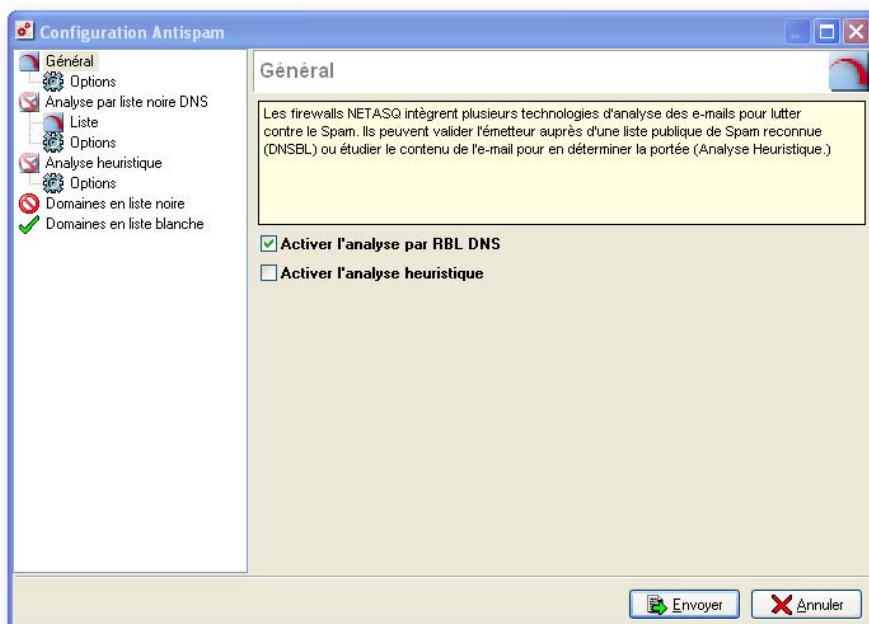 Configuration Antispam
Général
Options
Analyse par liste noire DNS
Liste
Options
Analyse heuristique
Options
Domaines en liste noire
Domaines en liste blanche
Général
Les firewalls NETASQ intègrent plusieurs technologies d'analyse des e-mails pour lutter
contre le Spam. Ils peuvent valider l'émetteur auprès d'une liste publique de Spam reconnue
(DNSBL) ou étudier le contenu de l'e-mail pour en déterminer la portée (Analyse Heuristique.)
Activer l'analyse par RBL DNS
Activer l'analyse heuristique
Envoyer
Annuler